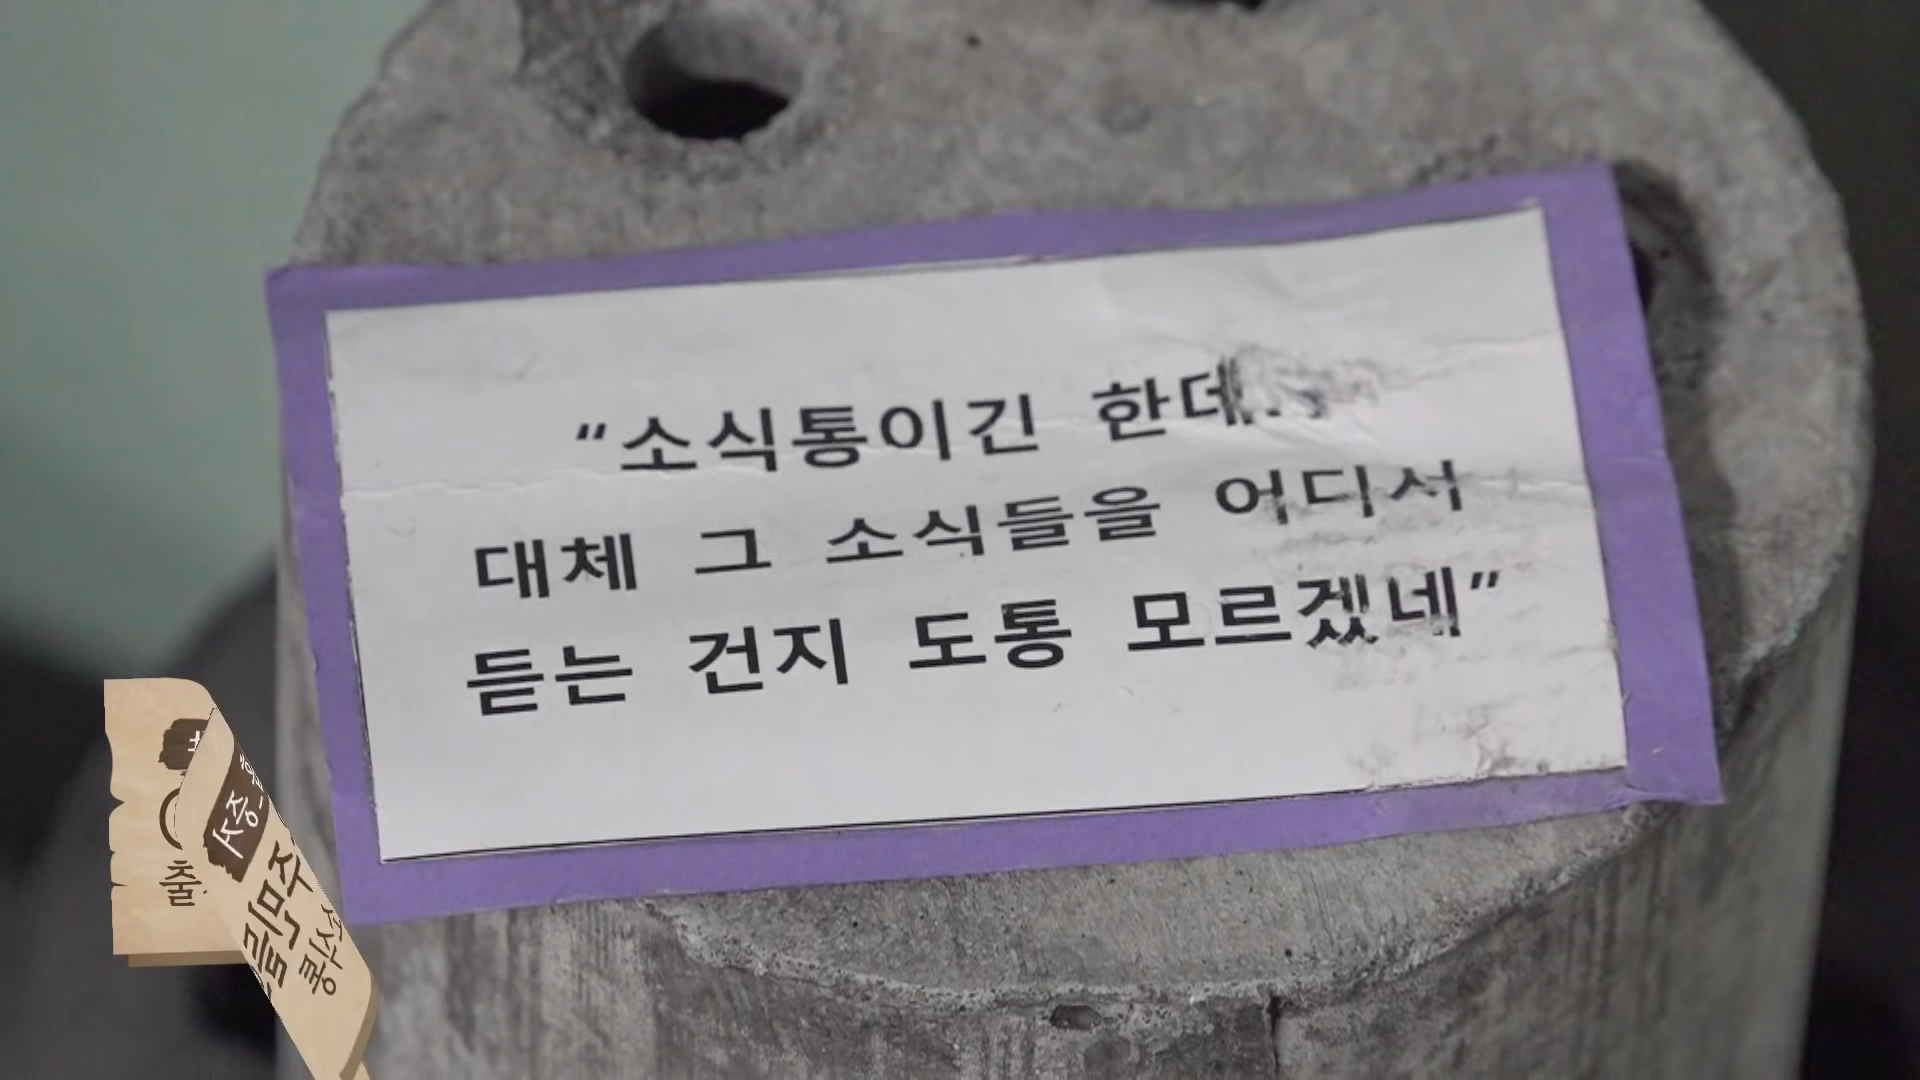 “소식통이긴 한데...
대체 그 소식들을 어디서
듣는 건지 도통 모르겠네”